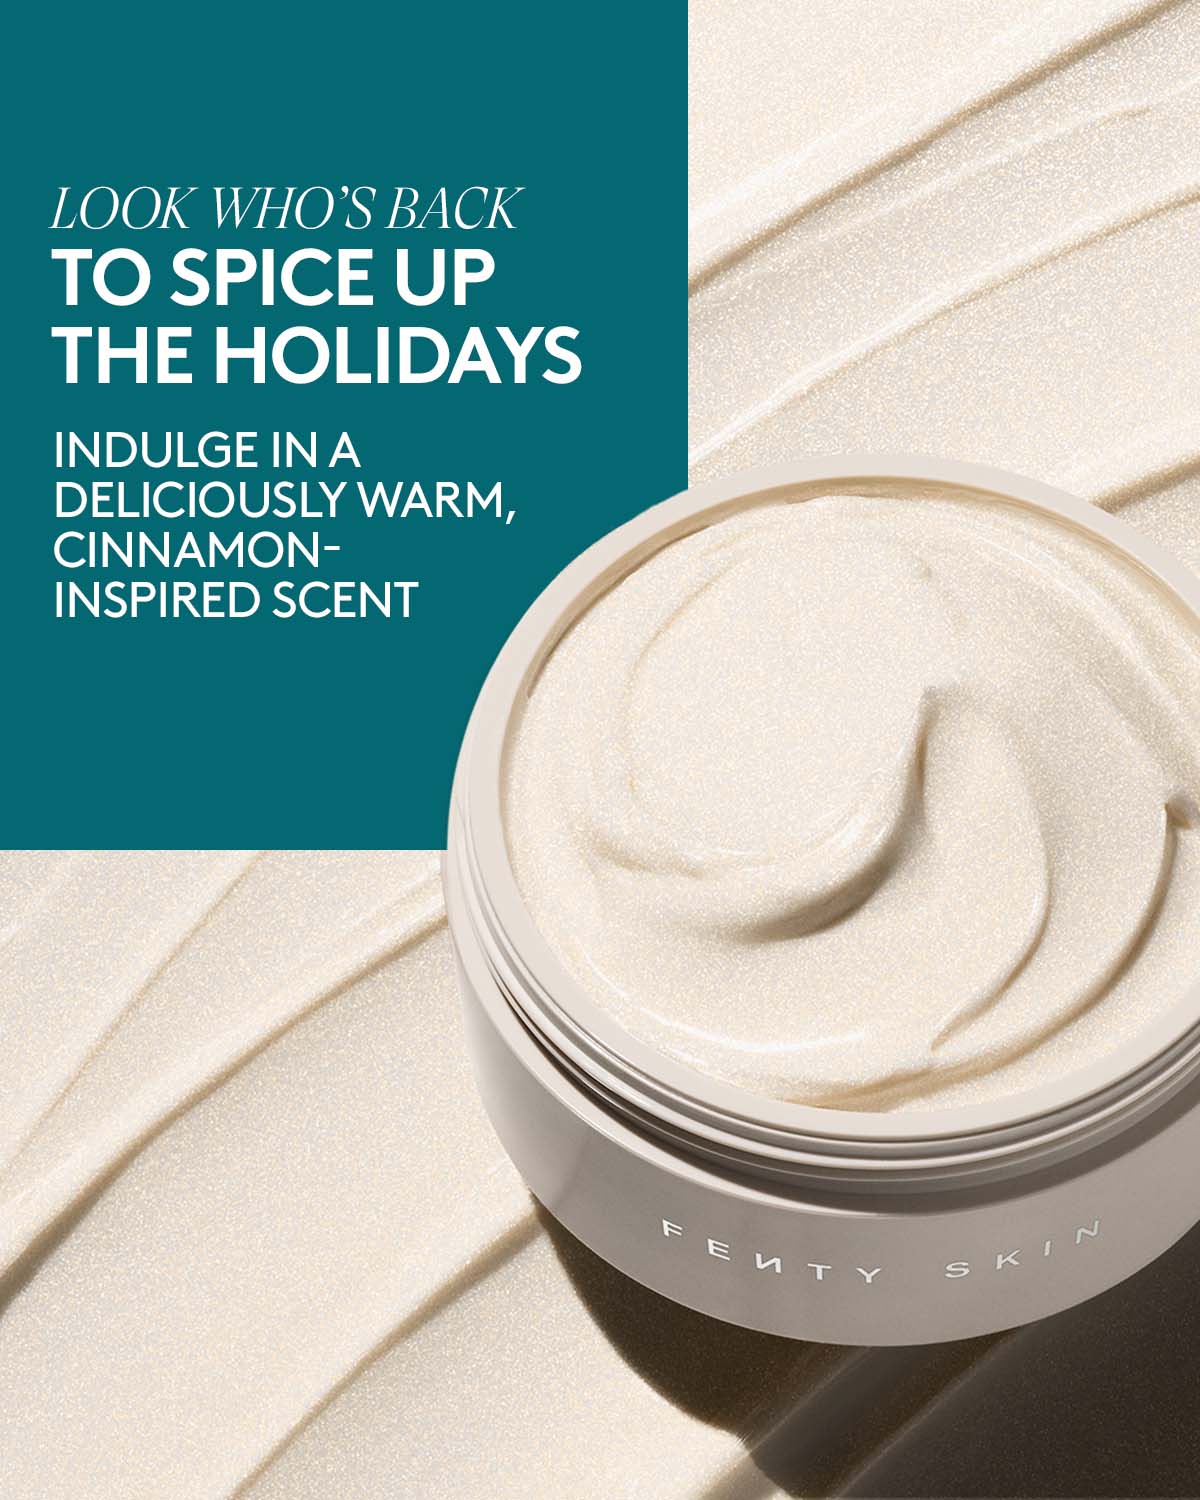 LOOK WHO'S BACK
TO SPICE UP
THE HOLIDAYS
INDULGE IN A
DELICIOUSLY WARM,
CINNAMON-
INSPIRED SCENT
FENTY SKIN